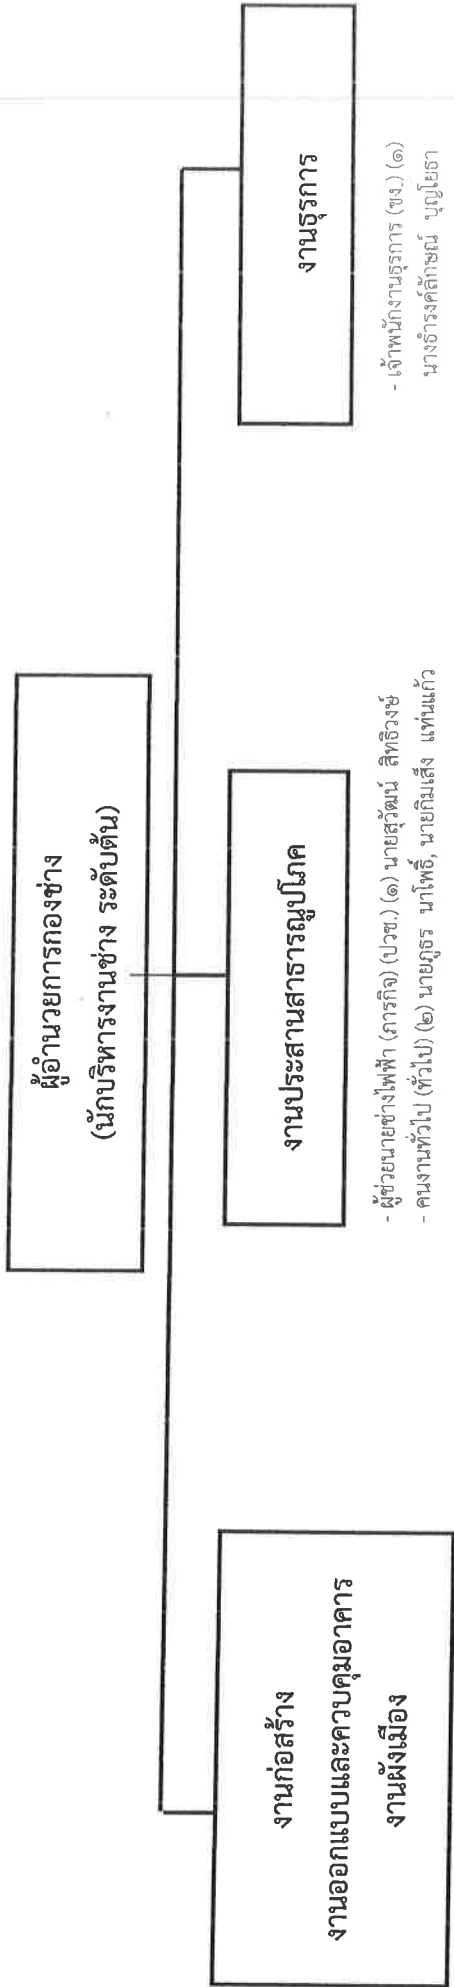 ผู้อำนวยการกองช่าง
(นักบริหารงานช่าง ระดับต้น)
งานก่อสร้าง
งานออกแบบและควบคุมอาคาร
งานผังเมือง
งานประสานสาธารณูปโภค
- ผู้ช่วยนายช่างไฟฟ้า (ภารกิจ) (ปวช.) (๑) นายสุวัฒน์ สิทธิวงษ์
- คนงานทั่วไป (ทั่วไป) (๒) นายภูธร นาโพธิ์, นายกิมเส็ง แท่นแก้ว
งานธุรการ
- เจ้าพนักงานธุรการ (ชง.) (๑)
นางธำรงค์ลักษณ์ บุญโยธา